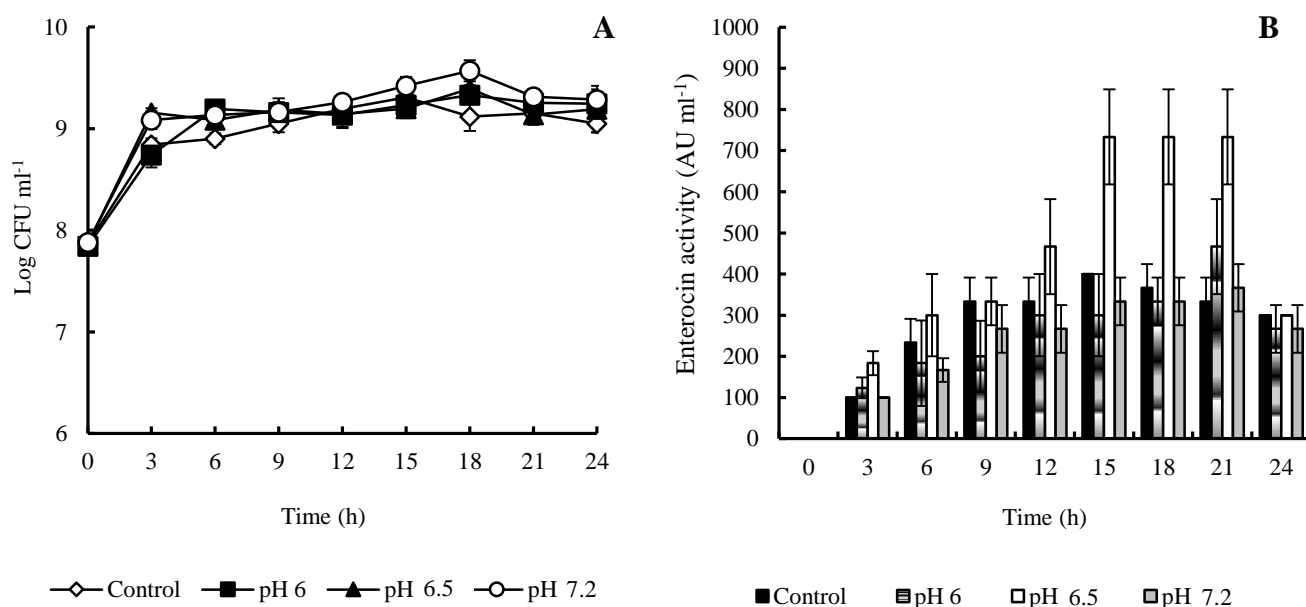 A
Log CFU ml⁻¹
10
9
8
7
6
0 3 6 9 12 15 18 21 24
Time (h)
Control pH 6 pH 6.5 pH 7.2
B
Enterocin activity (AU ml⁻¹)
1000
900
800
700
600
500
400
300
200
100
0
0 3 6 9 12 15 18 21 24
Time (h)
Control pH 6 pH 6.5 pH 7.2